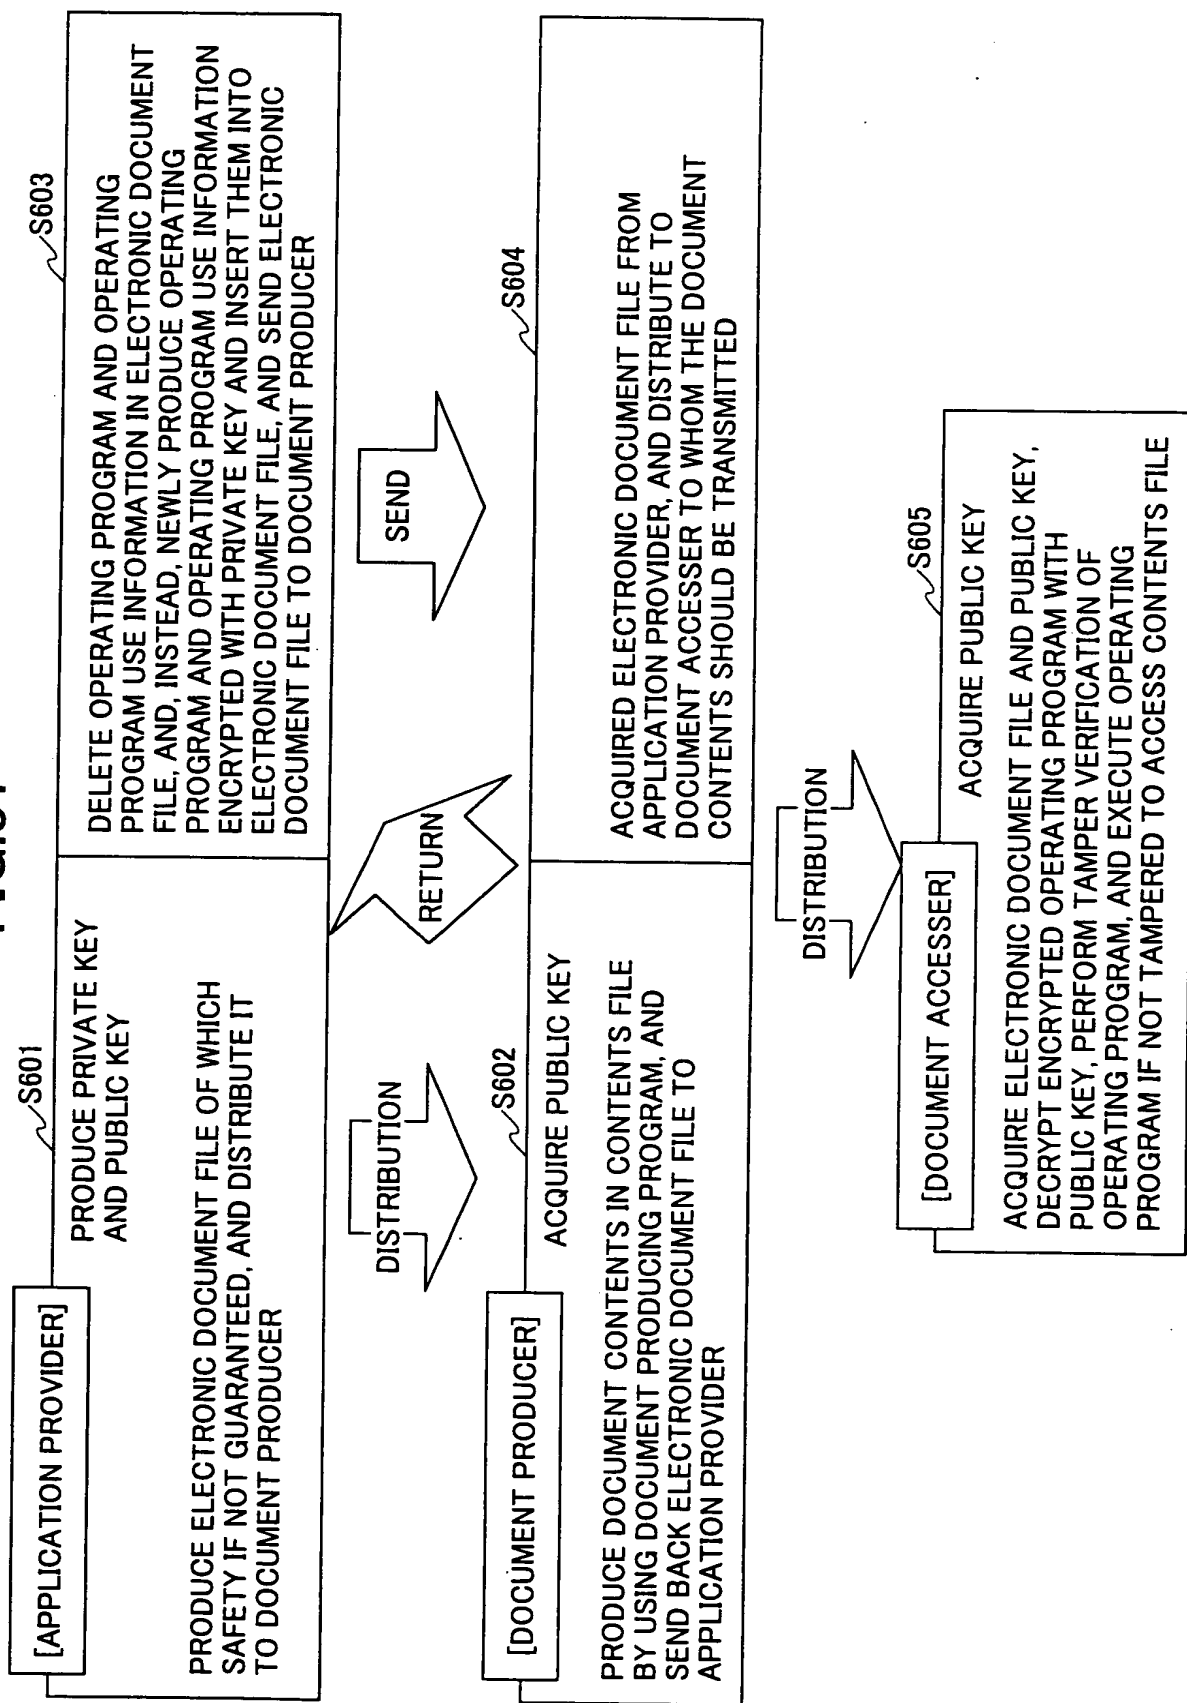 [APPLICATION PROVIDER]
S601
PRODUCE PRIVATE KEY
AND PUBLIC KEY
PRODUCE ELECTRONIC DOCUMENT FILE OF WHICH
SAFETY IF NOT GUARANTEED, AND DISTRIBUTE IT
TO DOCUMENT PRODUCER
S603
DELETE OPERATING PROGRAM AND OPERATING
PROGRAM USE INFORMATION IN ELECTRONIC DOCUMENT
FILE, AND, INSTEAD, NEWLY PRODUCE OPERATING
PROGRAM AND OPERATING PROGRAM USE INFORMATION
ENCRYPTED WITH PRIVATE KEY AND INSERT THEM INTO
ELECTRONIC DOCUMENT FILE, AND SEND ELECTRONIC
DOCUMENT FILE TO DOCUMENT PRODUCER
DISTRIBUTION
RETURN
SEND
[DOCUMENT PRODUCER]
S602
ACQUIRE PUBLIC KEY
PRODUCE DOCUMENT CONTENTS IN CONTENTS FILE
BY USING DOCUMENT PRODUCING PROGRAM, AND
SEND BACK ELECTRONIC DOCUMENT FILE TO
APPLICATION PROVIDER
S604
ACQUIRED ELECTRONIC DOCUMENT FILE FROM
APPLICATION PROVIDER, AND DISTRIBUTE TO
DOCUMENT ACCESSER TO WHOM THE DOCUMENT
CONTENTS SHOULD BE TRANSMITTED
DISTRIBUTION
[DOCUMENT ACCESSER]
S605
ACQUIRE PUBLIC KEY
ACQUIRE ELECTRONIC DOCUMENT FILE AND PUBLIC KEY,
DECRYPT ENCRYPTED OPERATING PROGRAM WITH
PUBLIC KEY, PERFORM TAMPER VERIFICATION OF
OPERATING PROGRAM, AND EXECUTE OPERATING
PROGRAM IF NOT TAMPERED TO ACCESS CONTENTS FILE